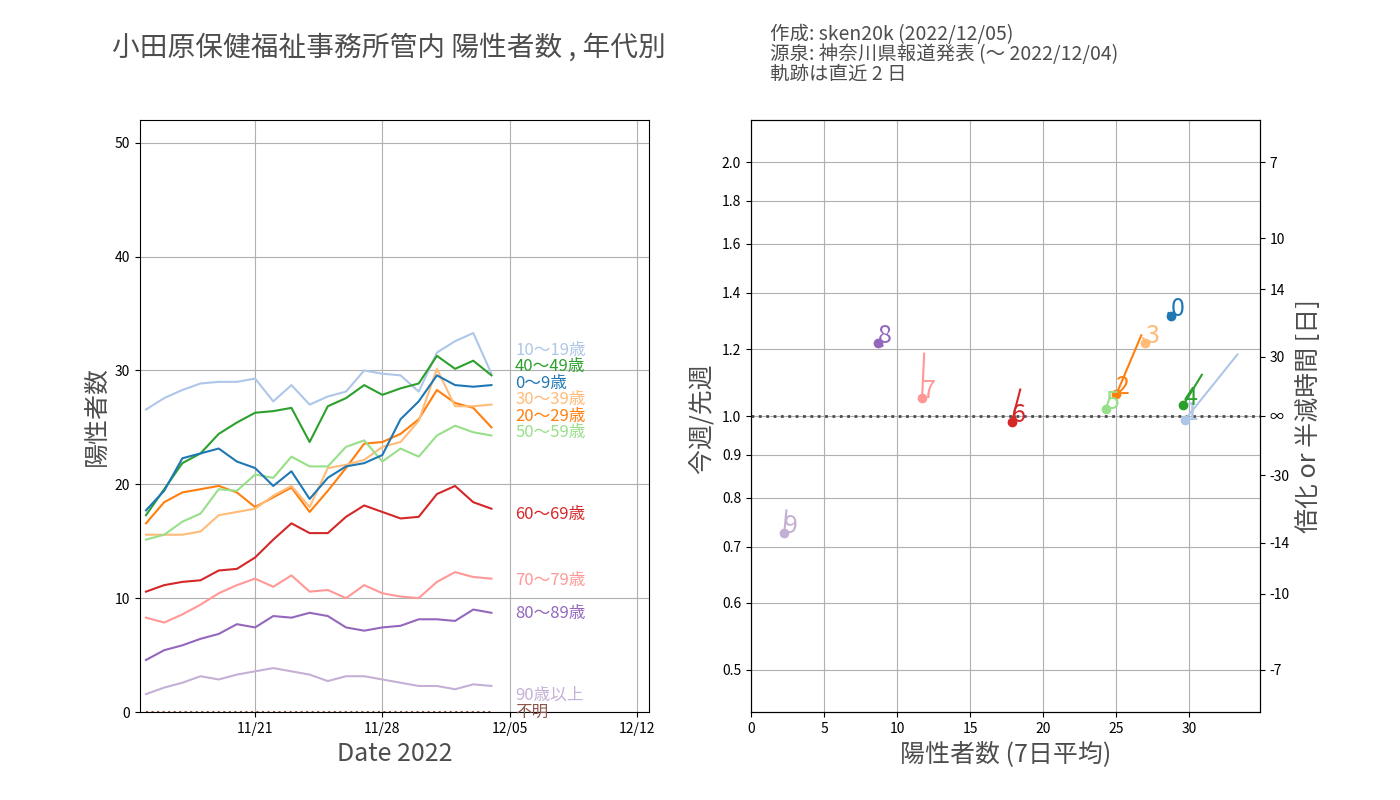 小田原保健福祉事務所管内 陽性者数 , 年代別
作成: sken20k (2022/12/05)
源泉: 神奈川県報道発表 (〜 2022/12/04)
軌跡は直近 2 日
陽性者数
50
40
30
20
10
0
10〜19歳
40〜49歳
0〜9歳
30〜39歳
20〜29歳
50〜59歳
60〜69歳
70〜79歳
80〜89歳
90歳以上
不明
11/21
11/28
12/05
12/12
Date 2022
今週/先週
2.0
1.8
1.6
1.4
1.2
1.0
0.9
0.8
0.7
0.6
0.5
0
3
8
2
7
4
5
1
6
9
7
10
14
30
∞
-30
-14
-10
-7
倍化 or 半減時間 [日]
0
5
10
15
20
25
30
陽性者数 (7日平均)